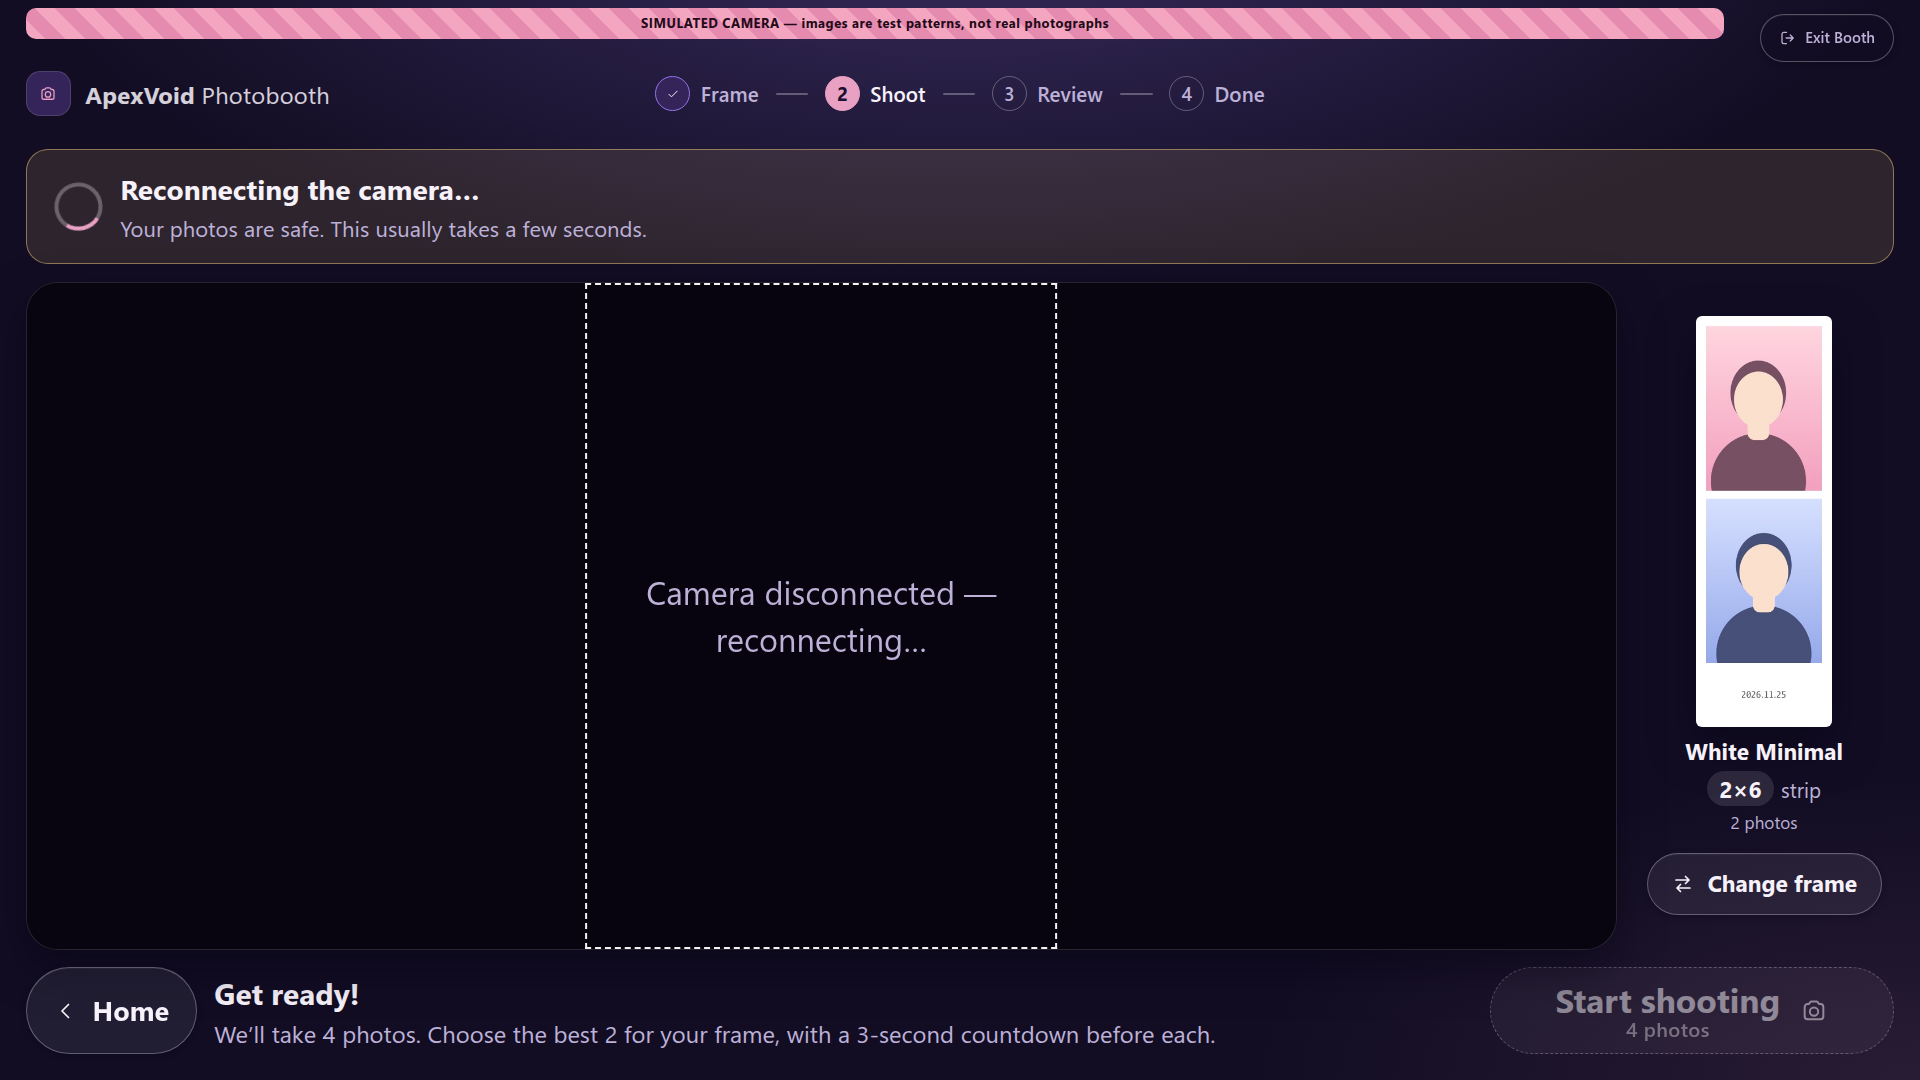 SIMULATED CAMERA — images are test patterns, not real photographs
Exit Booth
ApexVoid Photobooth
Frame
2 Shoot
3 Review
4 Done
Reconnecting the camera…
Your photos are safe. This usually takes a few seconds.
Camera disconnected —
reconnecting…
2026.11.25
White Minimal
2×6 strip
2 photos
Change frame
Home
Get ready!
We’ll take 4 photos. Choose the best 2 for your frame, with a 3-second countdown before each.
Start shooting
4 photos